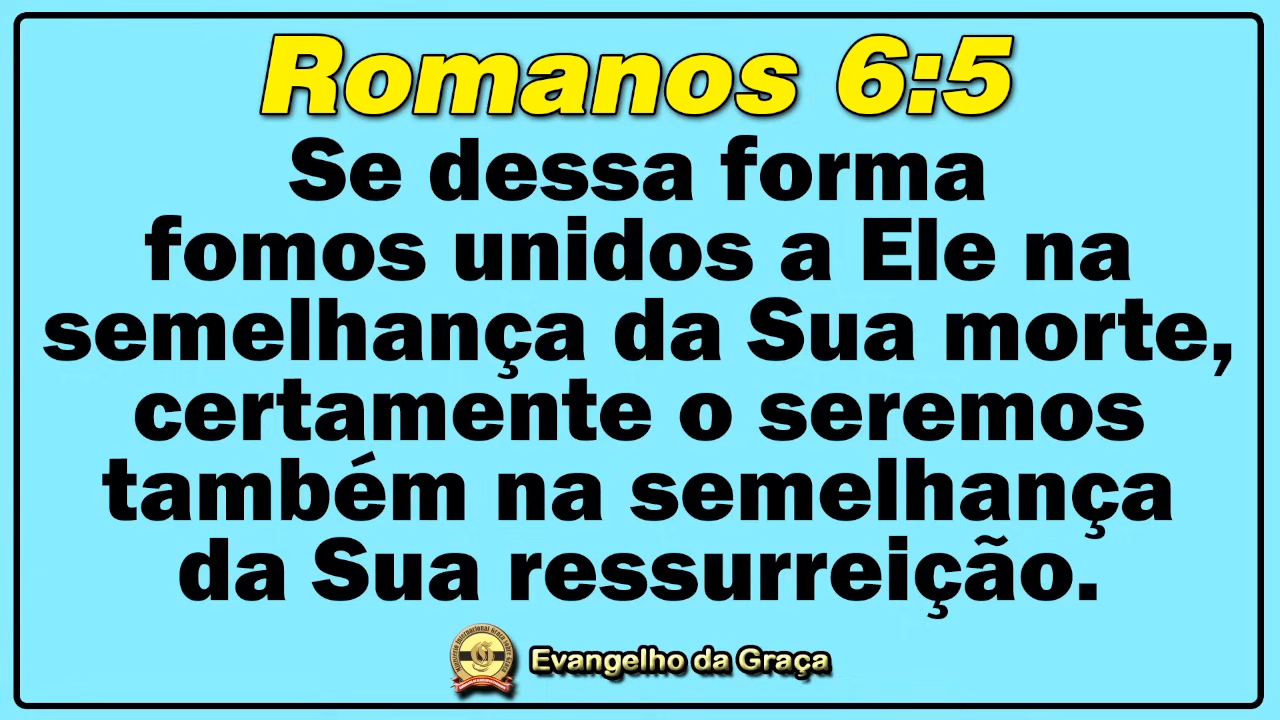 Romanos 6:5
Se dessa forma
fomos unidos a Ele na
semelhança da Sua morte,
certamente o seremos
também na semelhança
da Sua ressurreição.
Evangelho da Graça